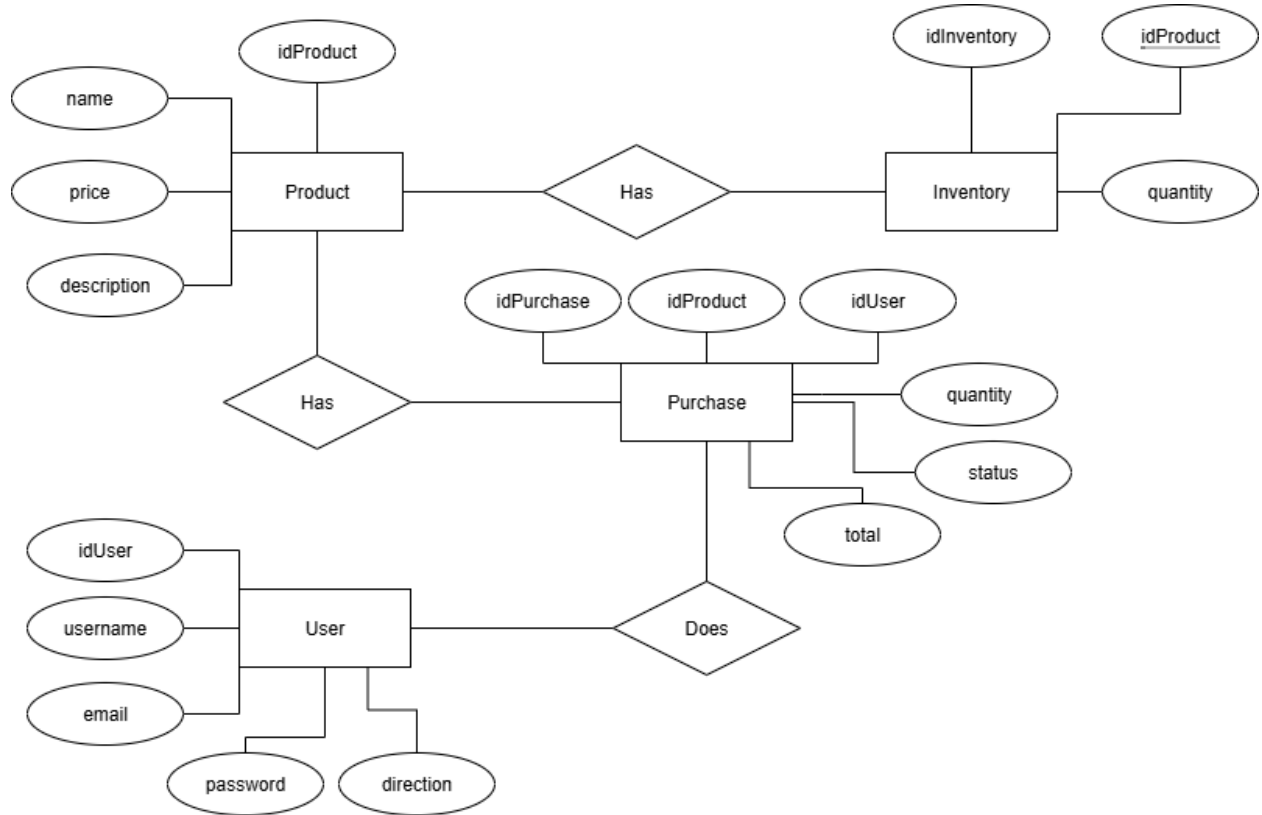 idProduct
name
price
description
Product
Has
idInventory
idProduct
Inventory
quantity
Has
idPurchase
idProduct
idUser
Purchase
quantity
status
total
idUser
username
email
User
Does
password
direction